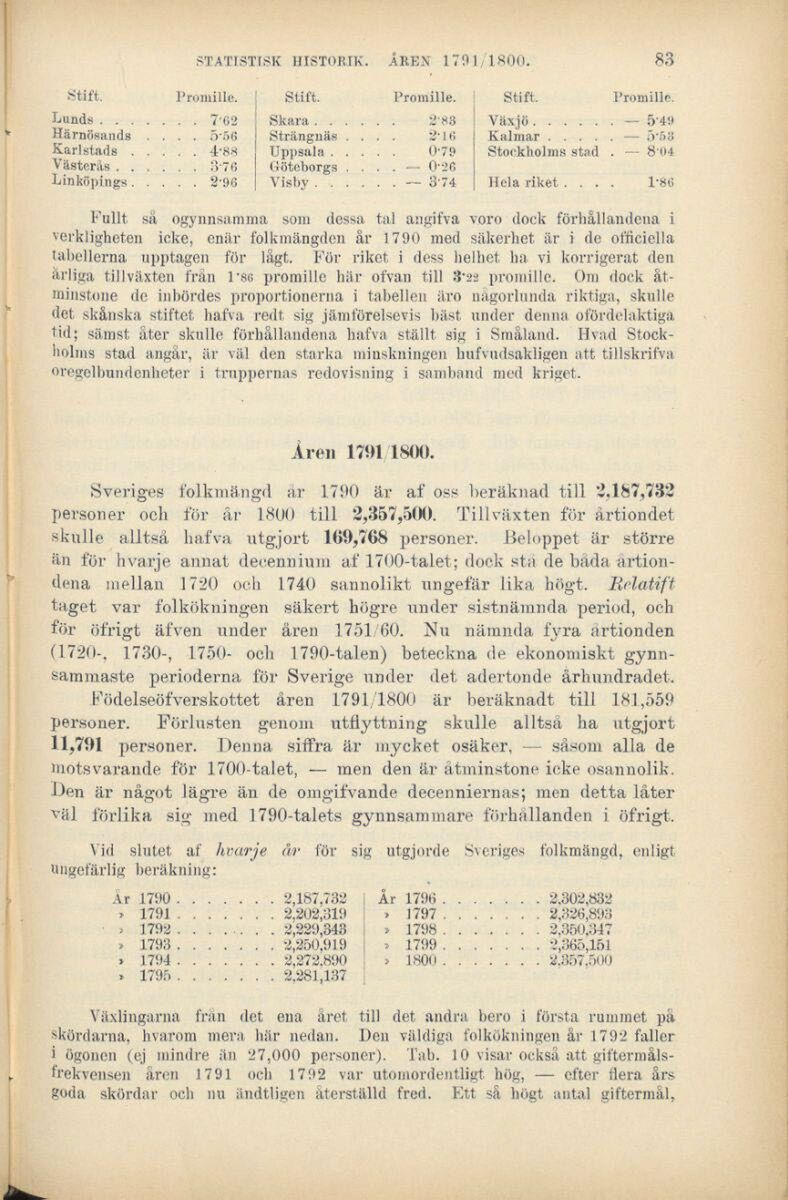 STATISTISK HISTORIK. ÅREN 1791/1800. 83
Stift. Promille. Stift. Promille. Stift. Promille.
Lunds . . . . . . . 7·62 Skara . . . . . . 2·83 Växjö . . . . . . — 5·49
Härnösands . . . . 5·56 Strängnäs . . . . 2·16 Kalmar . . . . . — 5·53
Karlstads . . . . . 4·88 Uppsala . . . . . 0·79 Stockholms stad . — 8·04
Västerås . . . . . . 3·76 Göteborgs . . . . — 0·26
Linköpings . . . . . 2·96 Visby . . . . . . — 3·74 Hela riket . . . . 1·86
Fullt så ogynnsamma som dessa tal angifva voro dock förhållandena i
verkligheten icke, enär folkmängden år 1790 med säkerhet är i de officiella
tabellerna upptagen för lågt. För riket i dess helhet ha vi korrigerat den
årliga tillväxten från 1·86 promille här ofvan till 3·22 promille. Om dock åt-
minstone de inbördes proportionerna i tabellen äro någorlunda riktiga, skulle
det skånska stiftet hafva redt sig jämförelsevis bäst under denna ofördelaktiga
tid; sämst åter skulle förhållandena hafva ställt sig i Småland. Hvad Stock-
holms stad angår, är väl den starka minskningen hufvudsakligen att tillskrifva
oregelbundenheter i truppernas redovisning i samband med kriget.
Åren 1791/1800.
Sveriges folkmängd år 1790 är af oss beräknad till 2,187,732
personer och för år 1800 till 2,357,500. Tillväxten för årtiondet
skulle alltså hafva utgjort 169,768 personer. Beloppet är större
än för hvarje annat decennium af 1700-talet; dock stå de båda årtion-
dena mellan 1720 och 1740 sannolikt ungefär lika högt. Relatift
taget var folkökningen säkert högre under sistnämnda period, och
för öfrigt äfven under åren 1751/60. Nu nämnda fyra årtionden
(1720-, 1730-, 1750- och 1790-talen) beteckna de ekonomiskt gynn-
sammaste perioderna för Sverige under det adertonde århundradet.
Födelseöfverskottet åren 1791/1800 är beräknadt till 181,559
personer. Förlusten genom utflyttning skulle alltså ha utgjort
11,791 personer. Denna siffra är mycket osäker, — såsom alla de
motsvarande för 1700-talet, — men den är åtminstone icke osannolik.
Den är något lägre än de omgifvande decenniernas; men detta låter
väl förlika sig med 1790-talets gynnsammare förhållanden i öfrigt.
Vid slutet af hvarje år för sig utgjorde Sveriges folkmängd, enligt
ungefärlig beräkning:
År 1790 . . . . . . . 2,187,732 År 1796 . . . . . . . 2,302,832
» 1791 . . . . . . . 2,202,319 » 1797 . . . . . . . 2,326,893
» 1792 . . . . . . . 2,229,343 » 1798 . . . . . . . 2,350,347
» 1793 . . . . . . . 2,250,919 » 1799 . . . . . . . 2,365,151
» 1794 . . . . . . . 2,272,890 » 1800 . . . . . . . 2,357,500
» 1795 . . . . . . . 2,281,137
Växlingarna från det ena året till det andra bero i första rummet på
skördarna, hvarom mera här nedan. Den väldiga folkökningen år 1792 faller
i ögonen (ej mindre än 27,000 personer). Tab. 10 visar också att giftermåls-
frekvensen åren 1791 och 1792 var utomordentligt hög, — efter flera års
goda skördar och nu ändtligen återställd fred. Ett så högt antal giftermål,